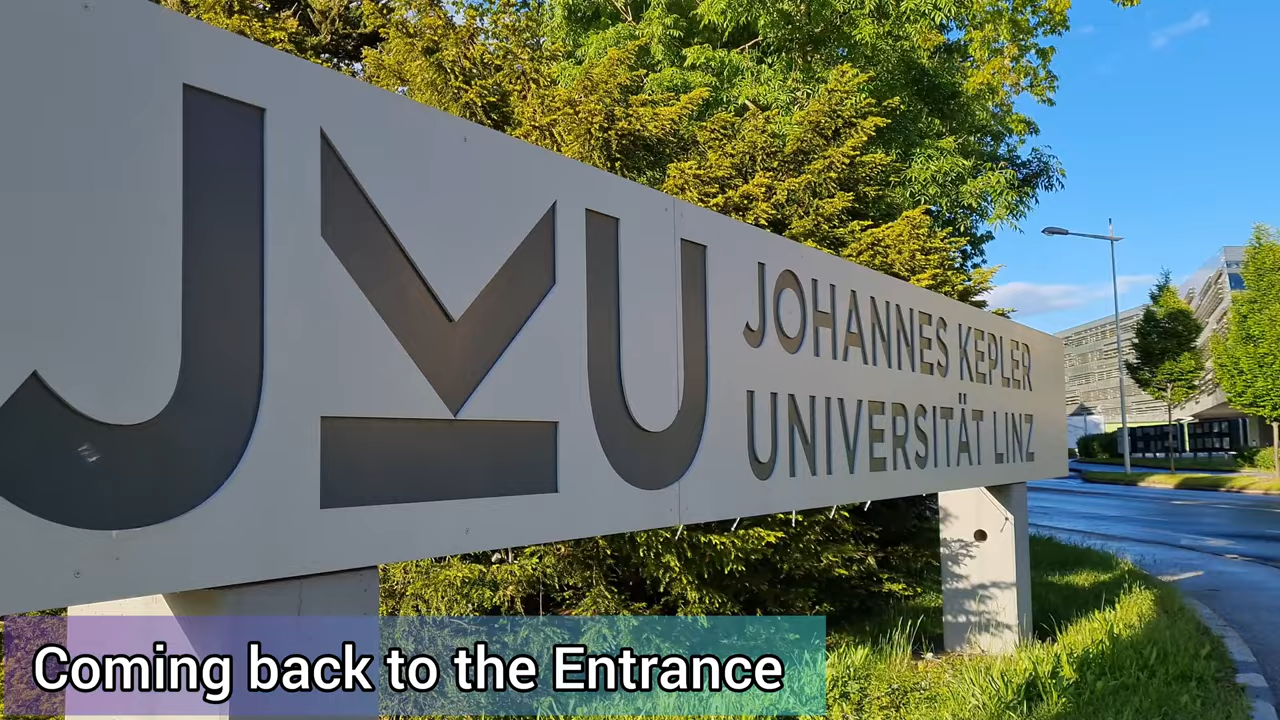 JKU
JOHANNES KEPLER
UNIVERSITÄT LINZ
Coming back to the Entrance